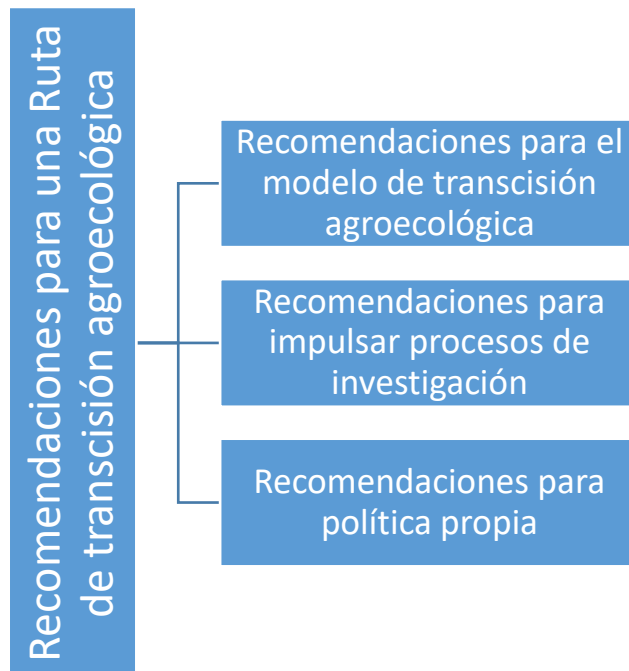 Recomendaciones para una Ruta
de transcisión agroecológica
Recomendaciones para el
modelo de transcisión
agroecológica
Recomendaciones para
impulsar procesos de
investigación
Recomendaciones para
política propia